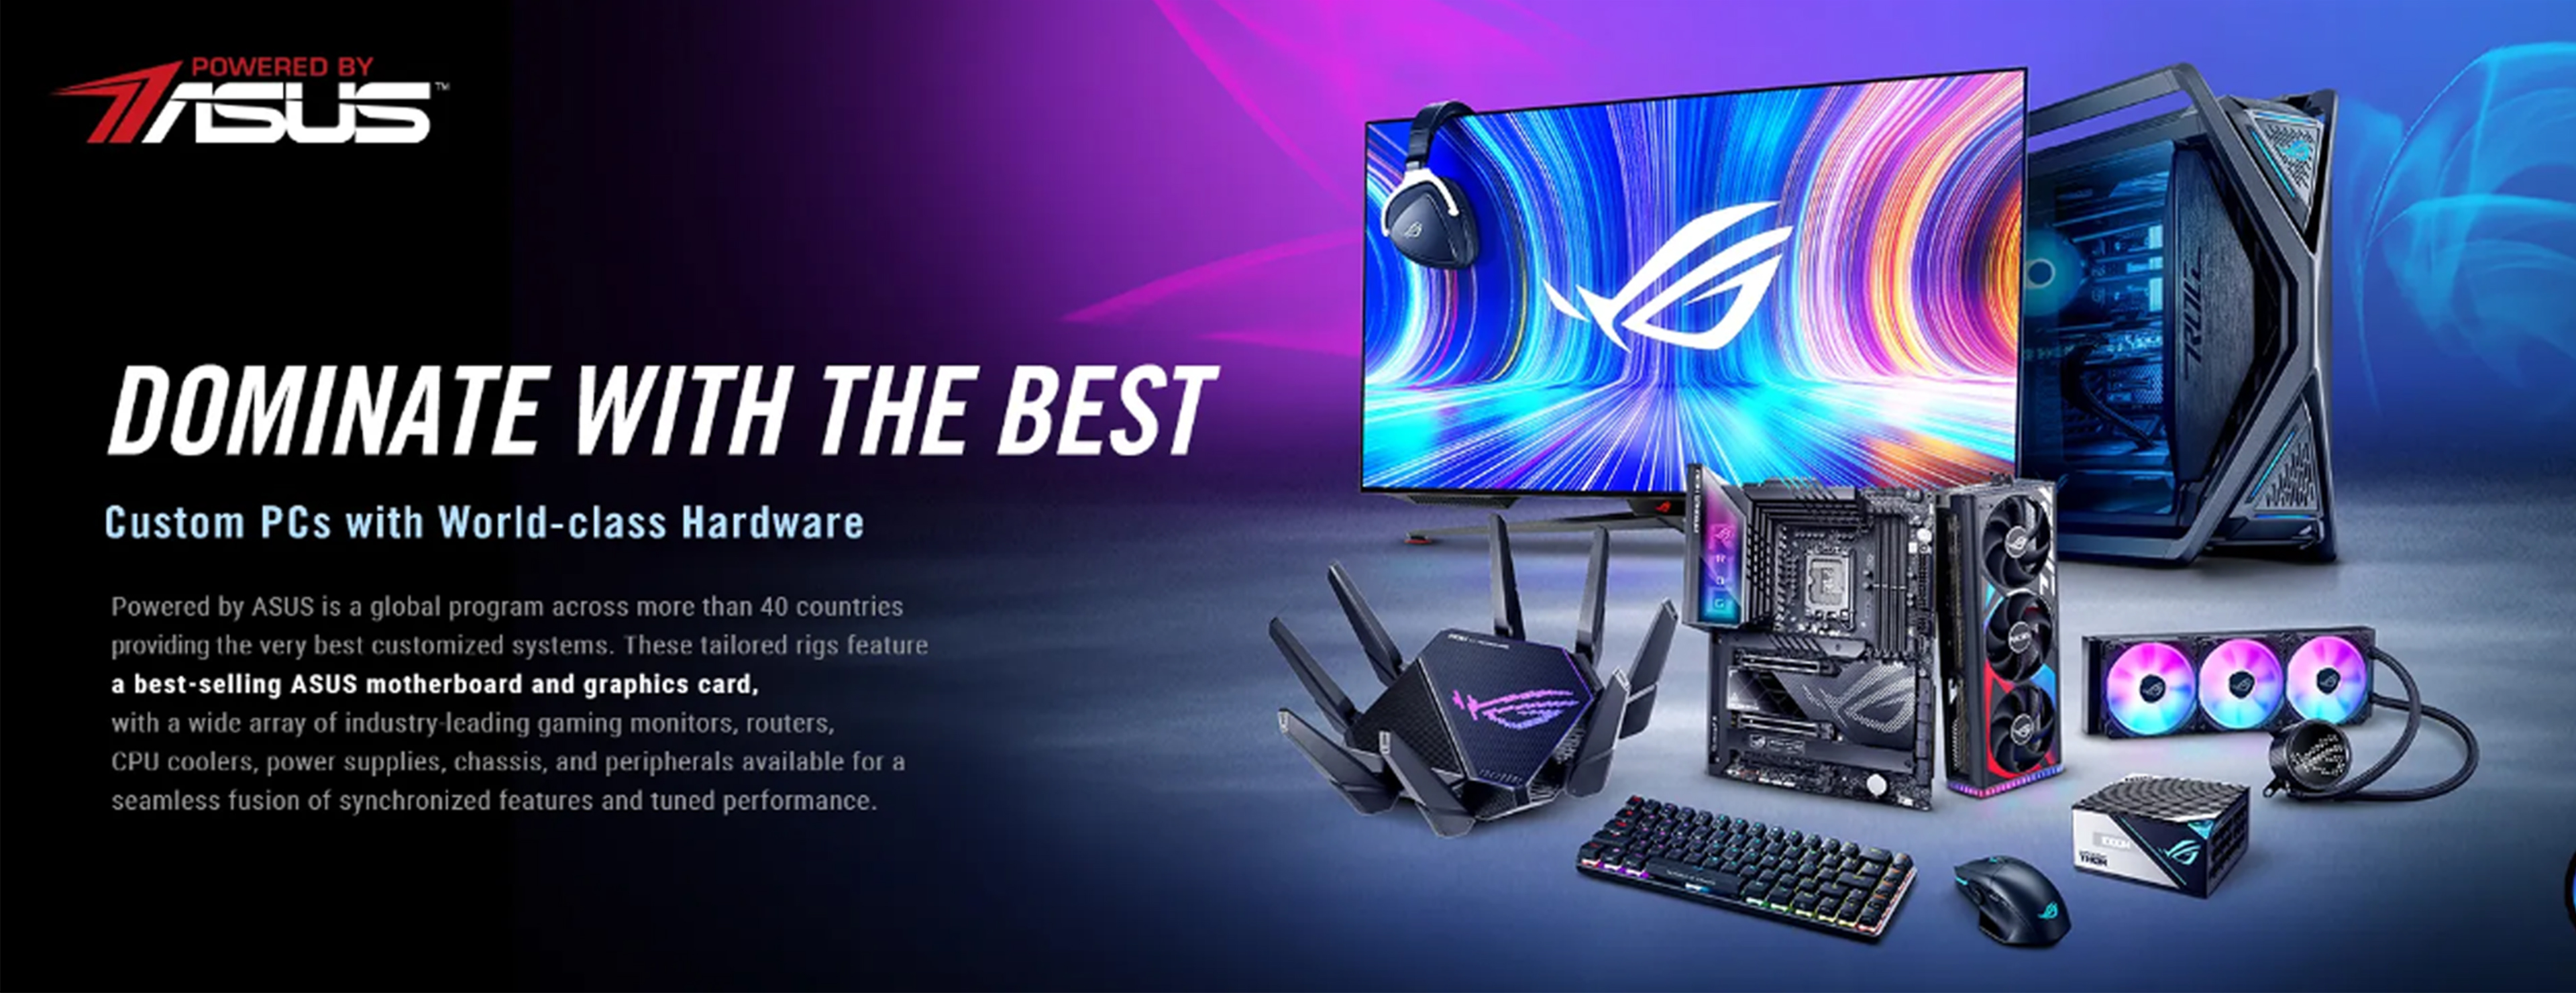 POWERED BY
ASUS™
DOMINATE WITH THE BEST
Custom PCs with World-class Hardware
Powered by ASUS is a global program across more than 40 countries
providing the very best customized systems. These tailored rigs feature
a best-selling ASUS motherboard and graphics card,
with a wide array of industry-leading gaming monitors, routers,
CPU coolers, power supplies, chassis, and peripherals available for a
seamless fusion of synchronized features and tuned performance.
THOR